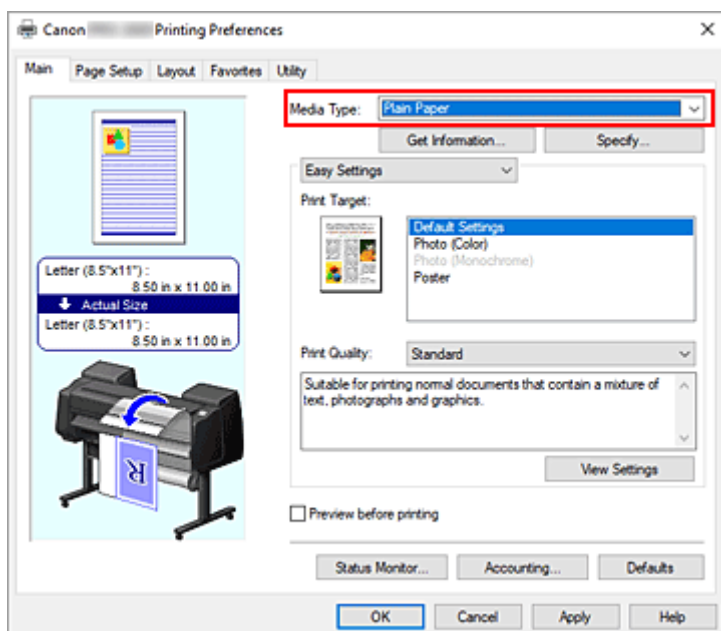 Canon Printing Preferences
Main Page Setup Layout Favorites Utility
Media Type: Plain Paper
Get Information... Specify...
Easy Settings
Print Target:
Default Settings
Photo (Color)
Photo (Monochrome)
Poster
Letter (8.5"x11") :
8.50 in x 11.00 in
Actual Size
Letter (8.5"x11") :
8.50 in x 11.00 in
R
Print Quality: Standard
Suitable for printing normal documents that contain a mixture of
text, photographs and graphics.
View Settings
Preview before printing
Status Monitor... Accounting... Defaults
OK Cancel Apply Help